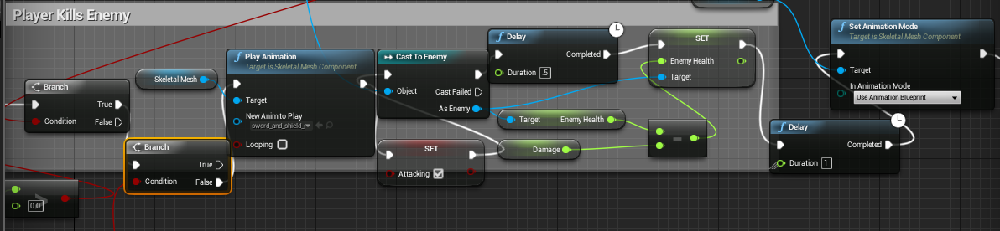 Player Kills Enemy
Branch
True
Condition
False
Branch
True
Condition
False
0.0
Skeletal Mesh
Play Animation
Target is Skeletal Mesh Component
Target
New Anim to Play
sword_and_shield_
Looping
Cast To Enemy
Object
Cast Failed
As Enemy
SET
Attacking
Delay
Completed
Duration .5
Target
Enemy Health
Damage
SET
Enemy Health
Target
-
Delay
Completed
Duration 1
Set Animation Mode
Target is Skeletal Mesh Component
Target
In Animation Mode
Use Animation Blueprint